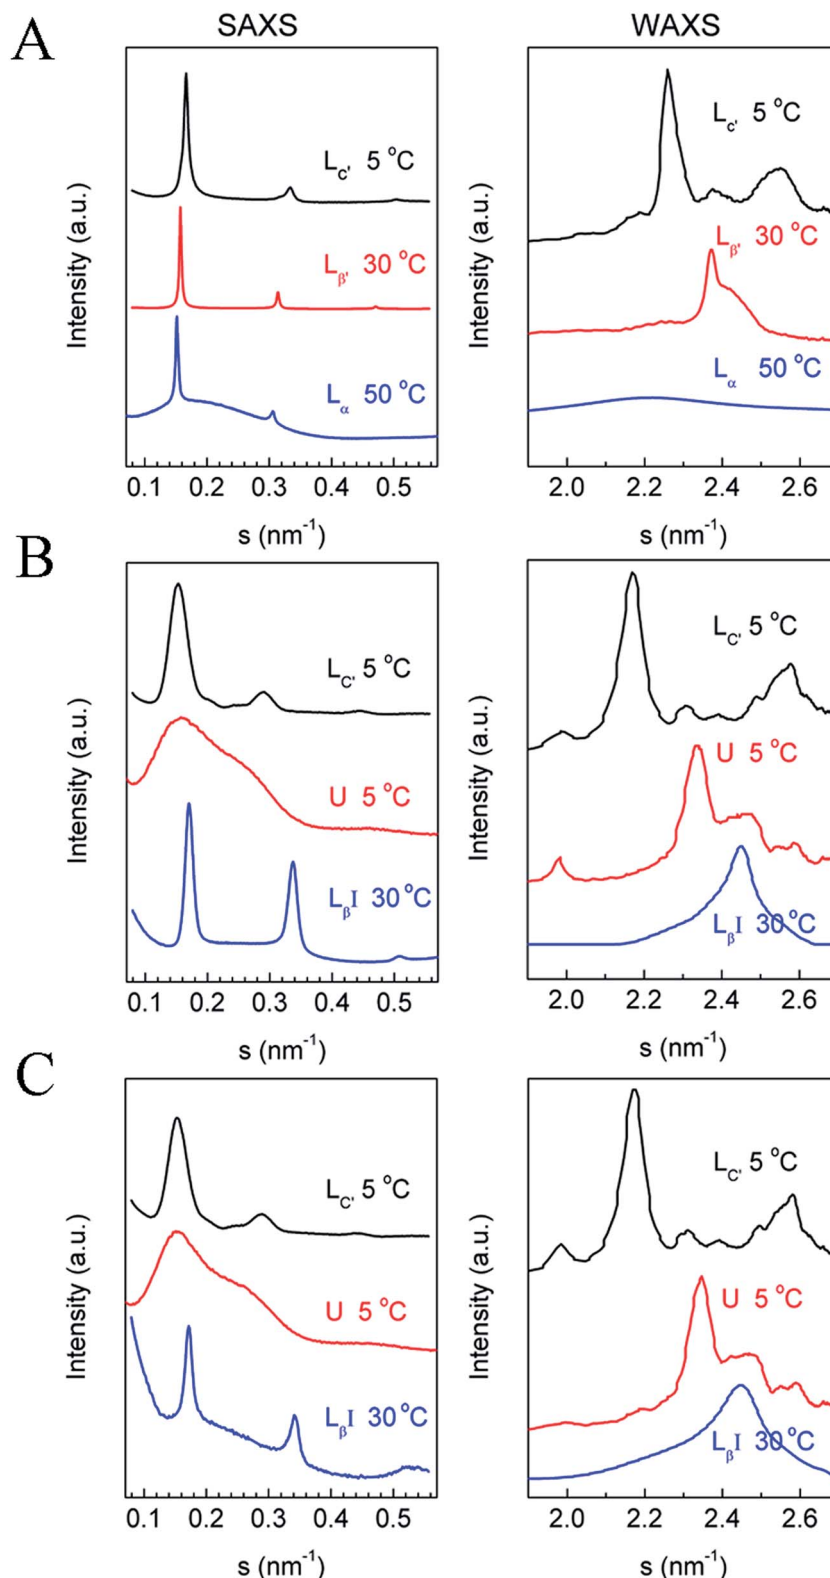 SAXS WAXS
A
Intensity (a.u.)
L_C' 5 °C
L_β' 30 °C
L_α 50 °C
0.1 0.2 0.3 0.4 0.5
s (nm⁻¹)
Intensity (a.u.)
L_c' 5 °C
L_β' 30 °C
L_α 50 °C
2.0 2.2 2.4 2.6
s (nm⁻¹)
B
Intensity (a.u.)
L_C' 5 °C
U 5 °C
L_βI 30 °C
0.1 0.2 0.3 0.4 0.5
s (nm⁻¹)
Intensity (a.u.)
L_C' 5 °C
U 5 °C
L_βI 30 °C
2.0 2.2 2.4 2.6
s (nm⁻¹)
C
Intensity (a.u.)
L_C' 5 °C
U 5 °C
L_βI 30 °C
0.1 0.2 0.3 0.4 0.5
s (nm⁻¹)
Intensity (a.u.)
L_C' 5 °C
U 5 °C
L_βI 30 °C
2.0 2.2 2.4 2.6
s (nm⁻¹)